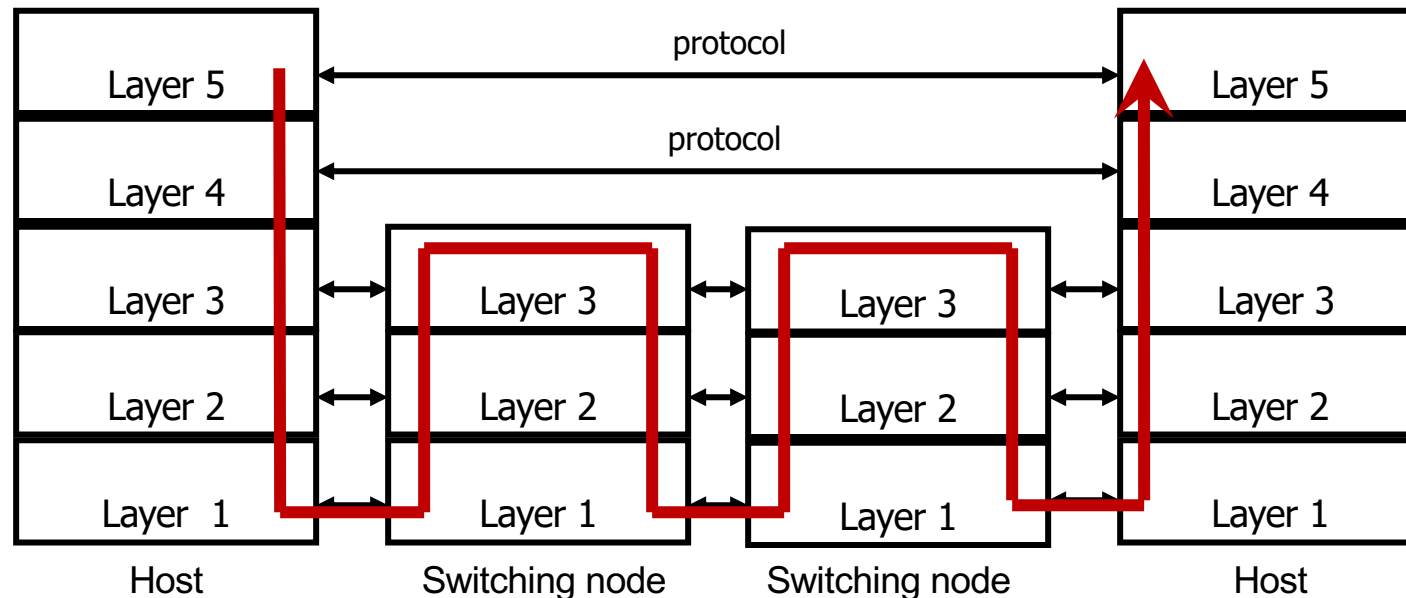 protocol
Layer 5 Layer 5
protocol
Layer 4 Layer 4
Layer 3 Layer 3 Layer 3 Layer 3
Layer 2 Layer 2 Layer 2 Layer 2
Layer 1 Layer 1 Layer 1 Layer 1
Host Switching node Switching node Host